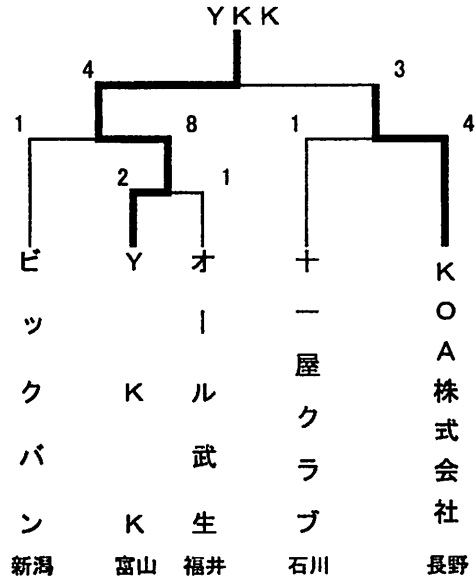 YKK
4 3
1 8 1 4
2 1
ビックバン
YKK
オール武生
十一屋クラブ
KOA株式会社
新潟 富山 福井 石川 長野